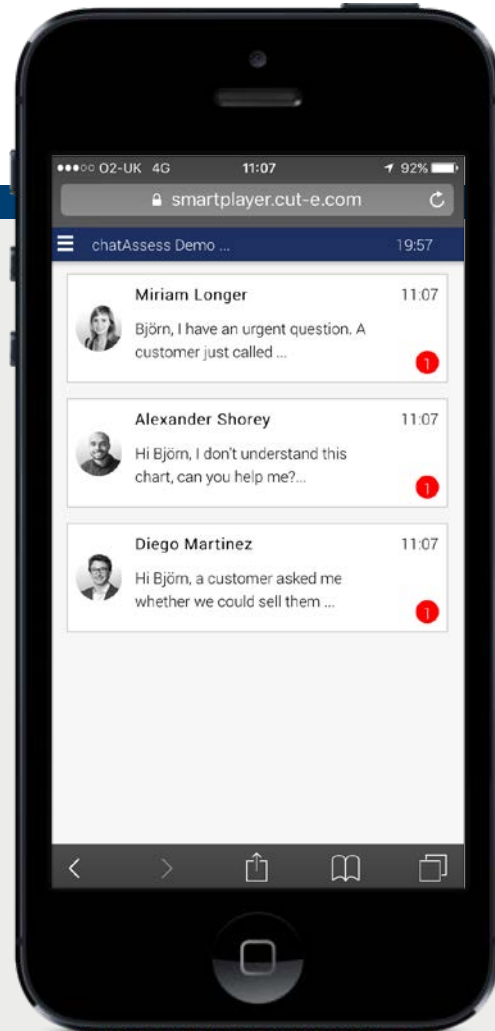 O2-UK 4G 11:07 92%
smartplayer.cut-e.com
chatAssess Demo ... 19:57
Miriam Longer 11:07
Björn, I have an urgent question. A
customer just called ...
1
Alexander Shorey 11:07
Hi Björn, I don't understand this
chart, can you help me?...
1
Diego Martinez 11:07
Hi Björn, a customer asked me
whether we could sell them ...
1